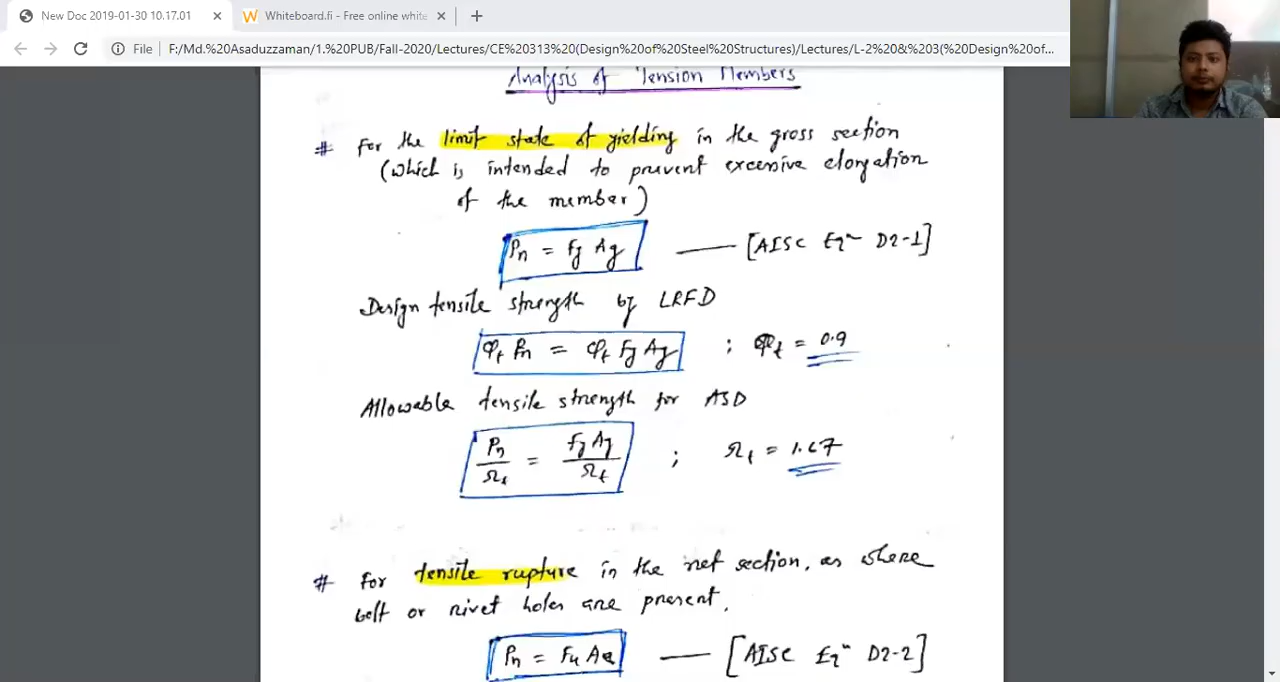 New Doc 2019-01-30 10.17.01
Whiteboard.fi - Free online white
File F:/Md.%20Asaduzzaman/1.%20PUB/Fall-2020/Lectures/CE%20313%20(Design%20of%20Steel%20Structures)/Lectures/L-2%20&%203(%20Design%20of...
Analysis of Tension Members
# For the limit state of yielding in the gross section
(which is intended to prevent excessive elongation
of the member)
Pn = Fy Ag — [AISC Eqn D2-1]
Design tensile strength by LRFD
φt Pn = φt Fy Ag ; φt = 0.9
Allowable tensile strength for ASD
Pn/Ωt = Fy Ag/Ωt ; Ωt = 1.67
# For tensile rupture in the net section, as where
bolt or rivet holes are present.
Pn = Fu Ae — [AISC Eqn D2-2]